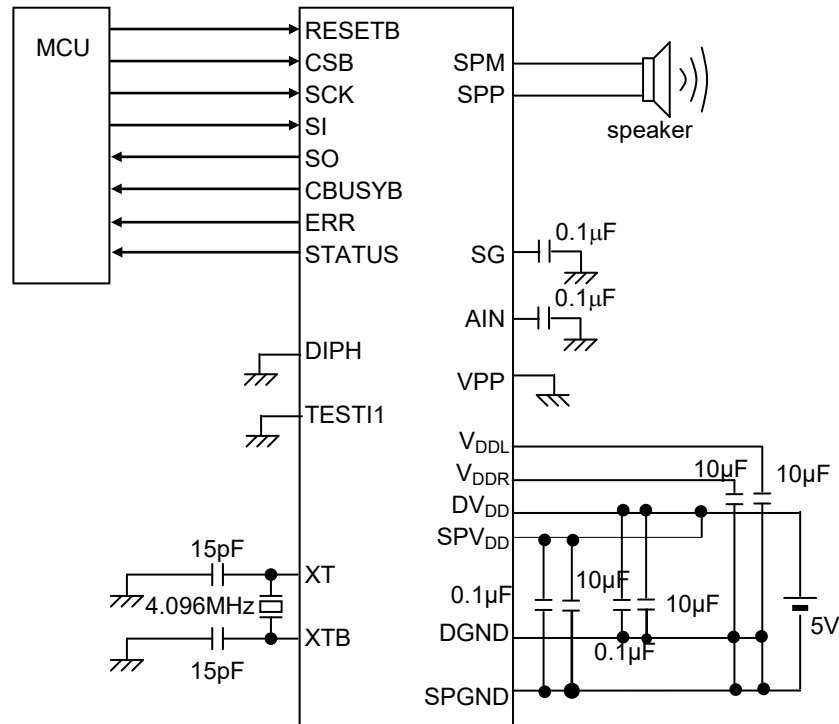 MCU
RESETB
CSB
SCK
SI
SO
CBUSYB
ERR
STATUS
DIPH
TESTI1
15pF
XT
4.096MHz
XTB
15pF
SPM
SPP
speaker
SG
0.1μF
AIN
0.1μF
VPP
VDDL
VDDR
DVDD
SPVDD
10μF
10μF
0.1μF
10μF
10μF
0.1μF
DGND
SPGND
5V